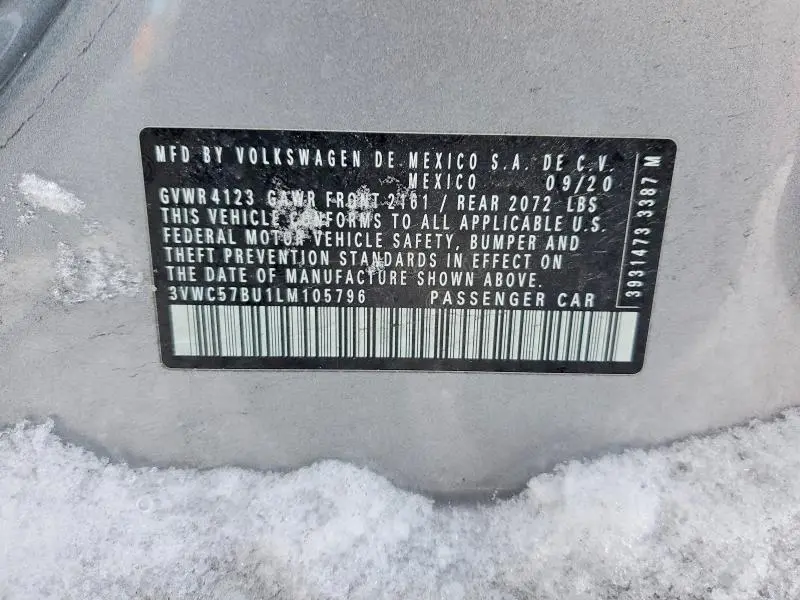 MFD BY VOLKSWAGEN DE MEXICO S.A. DE C.V.
MEXICO 09/20
GVWR 4123 GAWR FRONT 2161 / REAR 2072 LBS
THIS VEHICLE CONFORMS TO ALL APPLICABLE U.S.
FEDERAL MOTOR VEHICLE SAFETY, BUMPER AND
THEFT PREVENTION STANDARDS IN EFFECT ON
THE DATE OF MANUFACTURE SHOWN ABOVE.
3VWC57BU1LM105796 PASSENGER CAR
3931473 3387 M